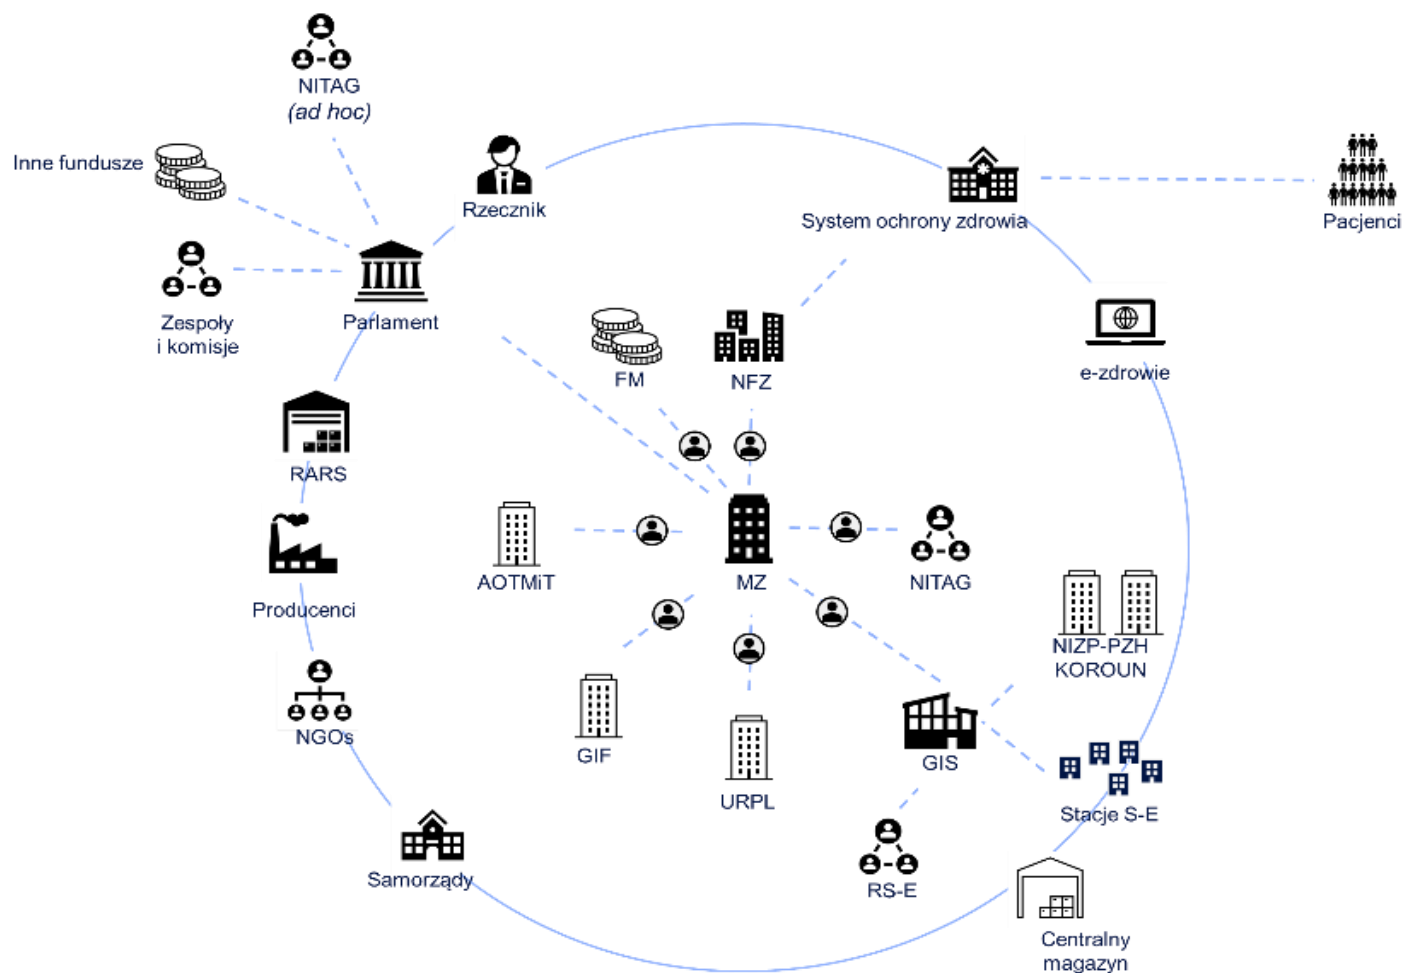 NITAG
(ad hoc)
Inne fundusze
Rzecznik
System ochrony zdrowia
Pacjenci
Zespoły
i komisje
Parlament
FM
NFZ
e-zdrowie
RARS
AOTMiT
MZ
NITAG
Producenci
NIZP-PZH
KOROUN
NGOs
GIF
GIS
URPL
Stacje S-E
Samorządy
RS-E
Centralny
magazyn